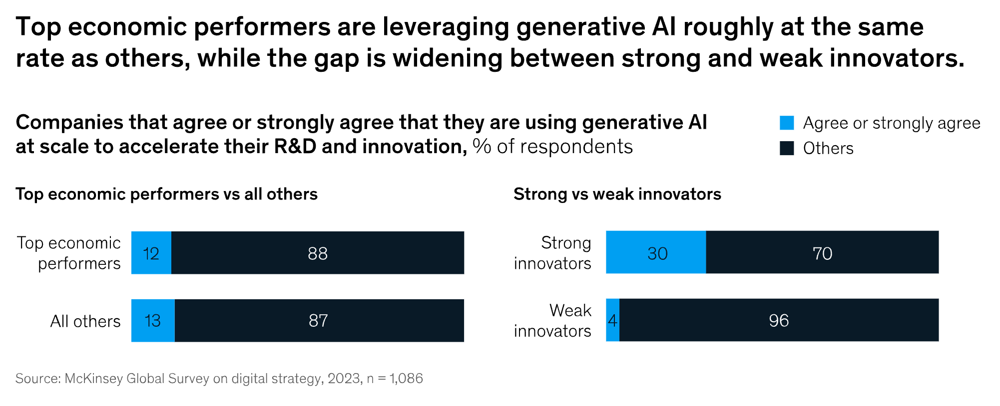 Top economic performers are leveraging generative AI roughly at the same
rate as others, while the gap is widening between strong and weak innovators.
Companies that agree or strongly agree that they are using generative AI
at scale to accelerate their R&D and innovation, % of respondents
Agree or strongly agree
Others
Top economic performers vs all others
Top economic
performers
12
88
All others
13
87
Strong vs weak innovators
Strong
innovators
30
70
Weak
innovators
4
96
Source: McKinsey Global Survey on digital strategy, 2023, n = 1,086